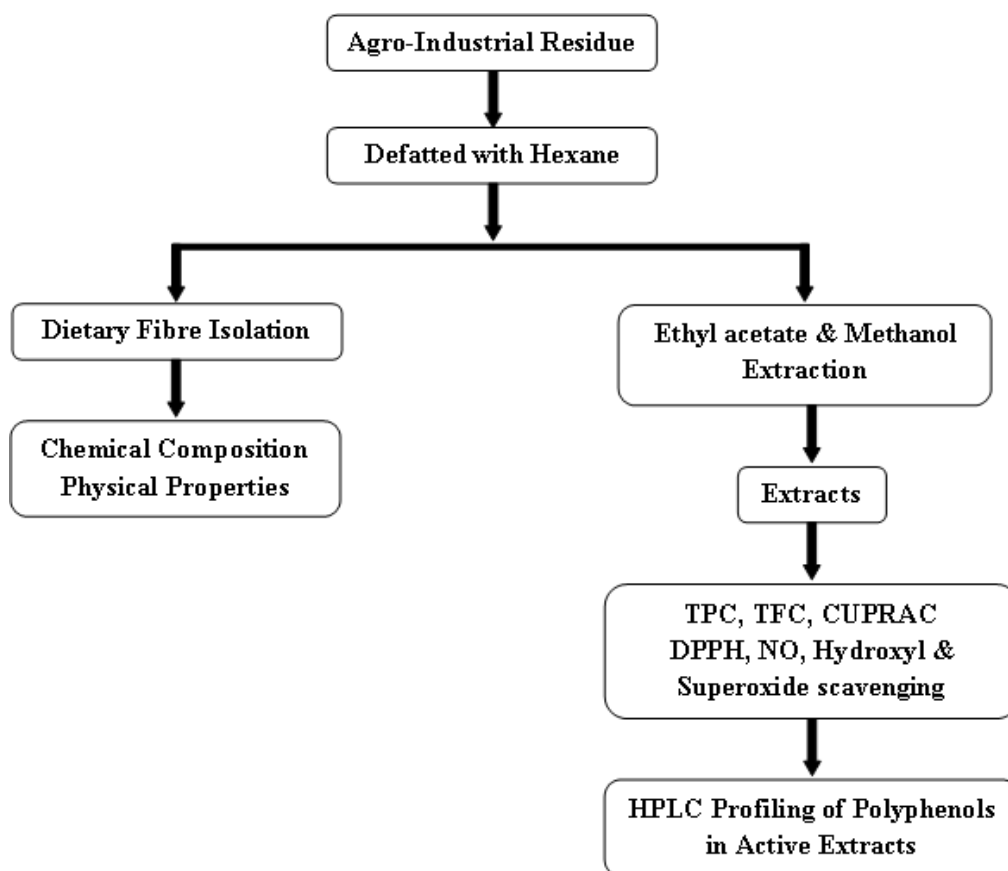 Agro-Industrial Residue
Defatted with Hexane
Dietary Fibre Isolation
Chemical Composition
Physical Properties
Ethyl acetate & Methanol
Extraction
Extracts
TPC, TFC, CUPRAC
DPPH, NO, Hydroxyl &
Superoxide scavenging
HPLC Profiling of Polyphenols
in Active Extracts